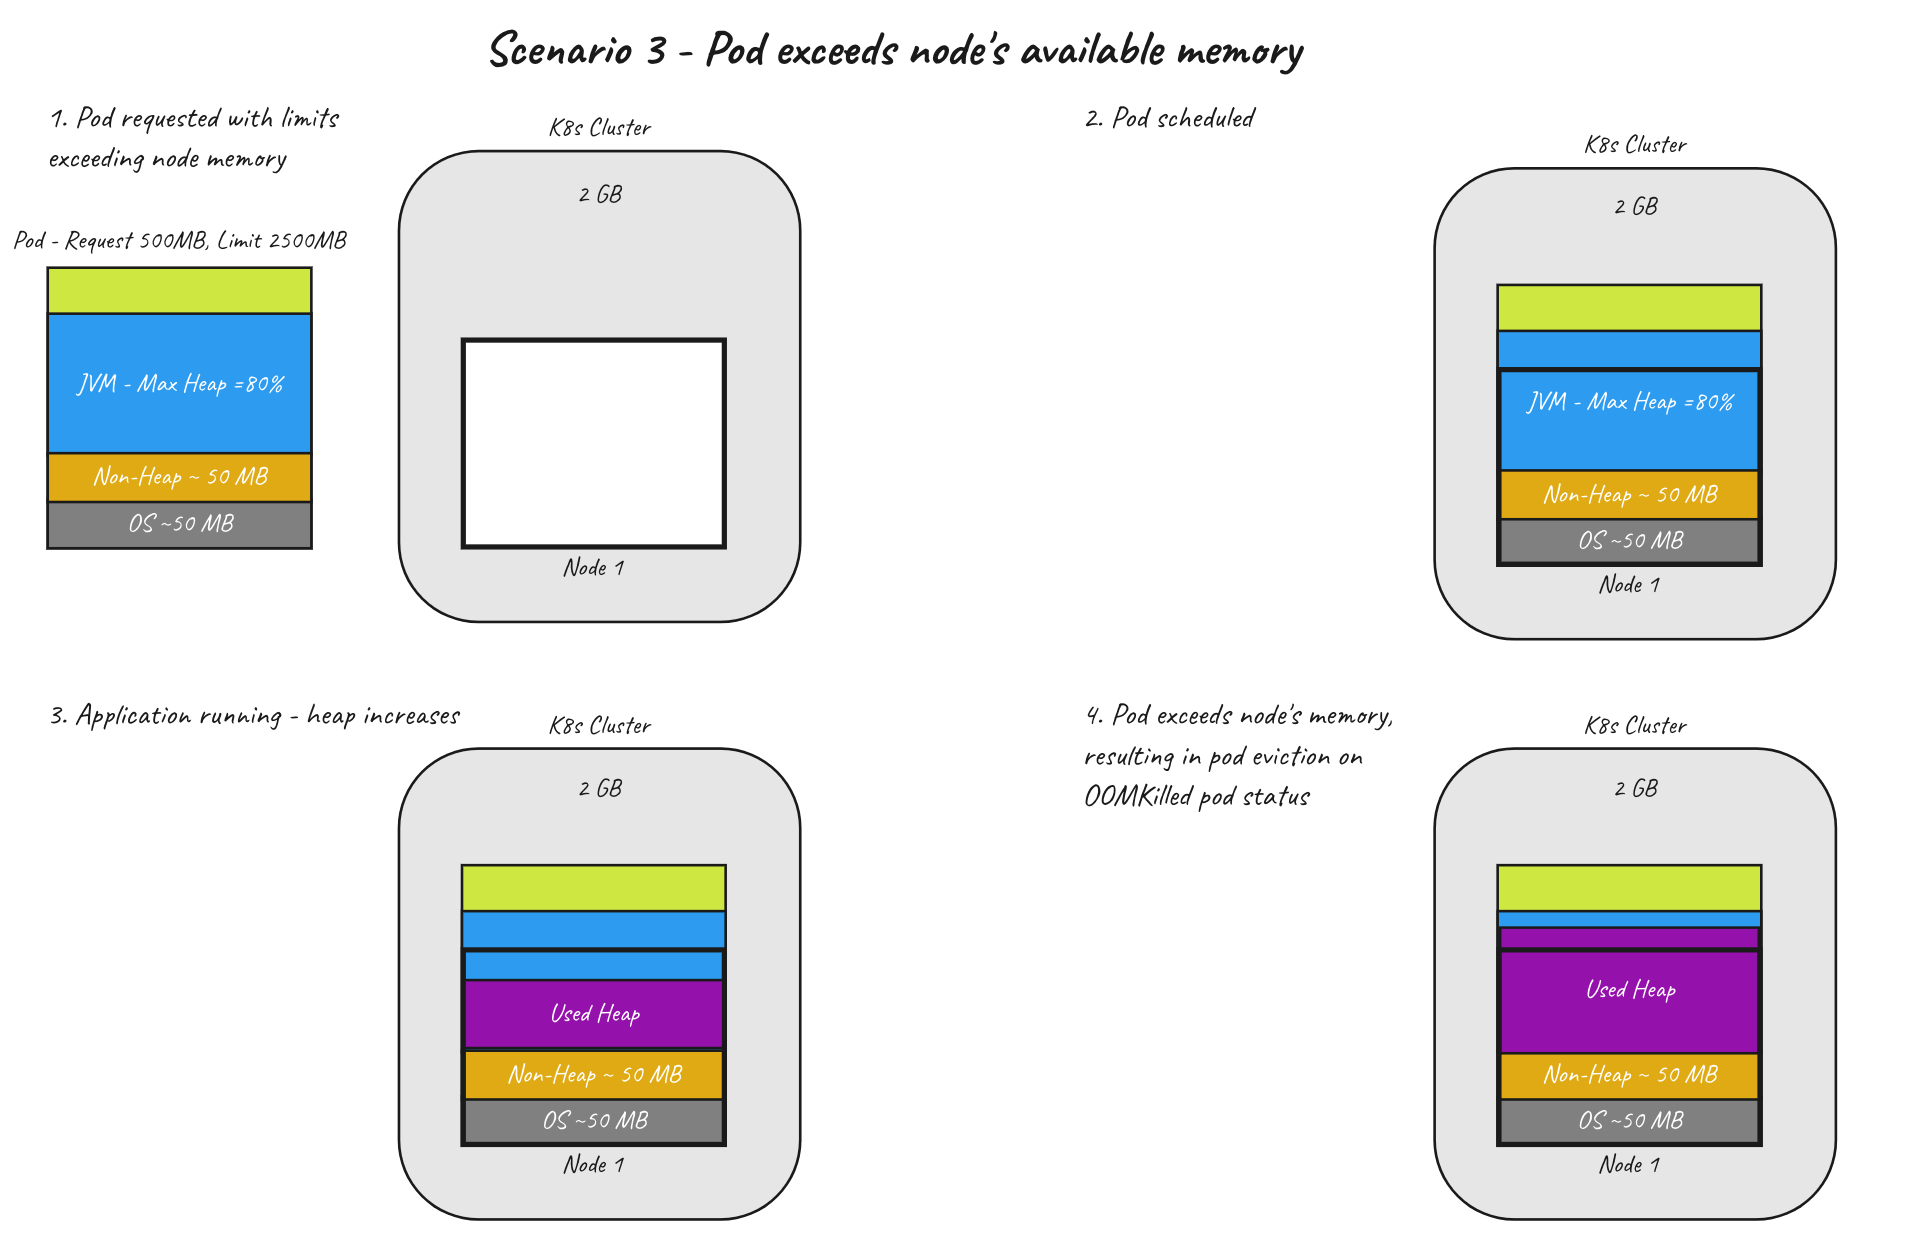 Scenario 3 - Pod exceeds node's available memory
1. Pod requested with limits
exceeding node memory
K8s Cluster
2 GB
Pod - Request 500MB, Limit 2500MB
JVM - Max Heap =80%
Non-Heap ~ 50 MB
OS ~50 MB
Node 1
2. Pod scheduled
K8s Cluster
2 GB
JVM - Max Heap =80%
Non-Heap ~ 50 MB
OS ~50 MB
Node 1
3. Application running - heap increases
K8s Cluster
2 GB
Used Heap
Non-Heap ~ 50 MB
OS ~50 MB
Node 1
4. Pod exceeds node's memory,
resulting in pod eviction on
OOMKilled pod status
K8s Cluster
2 GB
Used Heap
Non-Heap ~ 50 MB
OS ~50 MB
Node 1